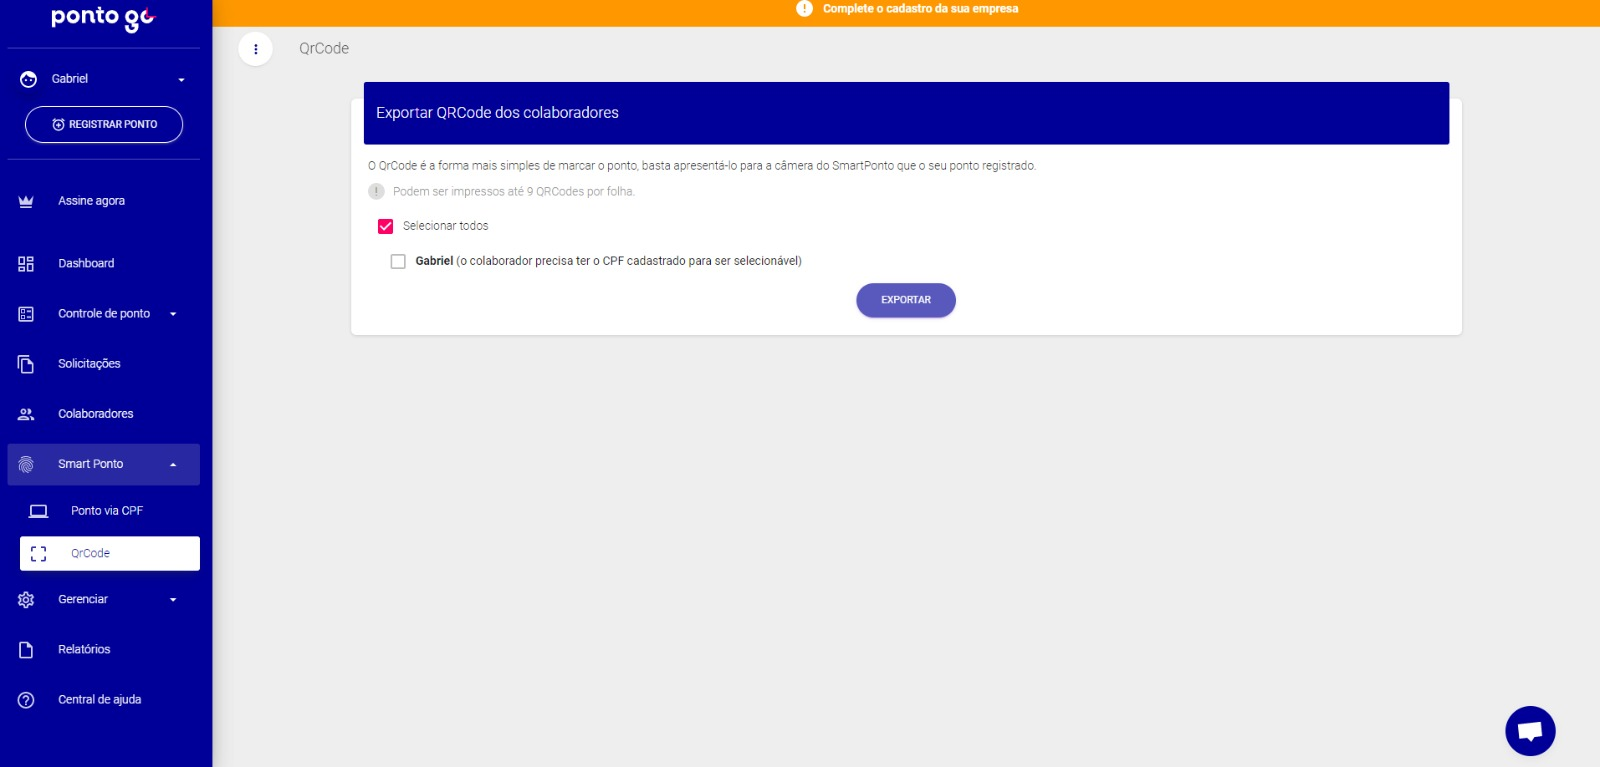 ponto go
Complete o cadastro da sua empresa
QrCode
Gabriel
REGISTRAR PONTO
Exportar QRCode dos colaboradores
O QrCode é a forma mais simples de marcar o ponto, basta apresentá-lo para a câmera do SmartPonto que o seu ponto registrado.
Podem ser impressos até 9 QRCodes por folha.
Selecionar todos
Gabriel (o colaborador precisa ter o CPF cadastrado para ser selecionável)
EXPORTAR
Assine agora
Dashboard
Controle de ponto
Solicitações
Colaboradores
Smart Ponto
Ponto via CPF
QrCode
Gerenciar
Relatórios
Central de ajuda